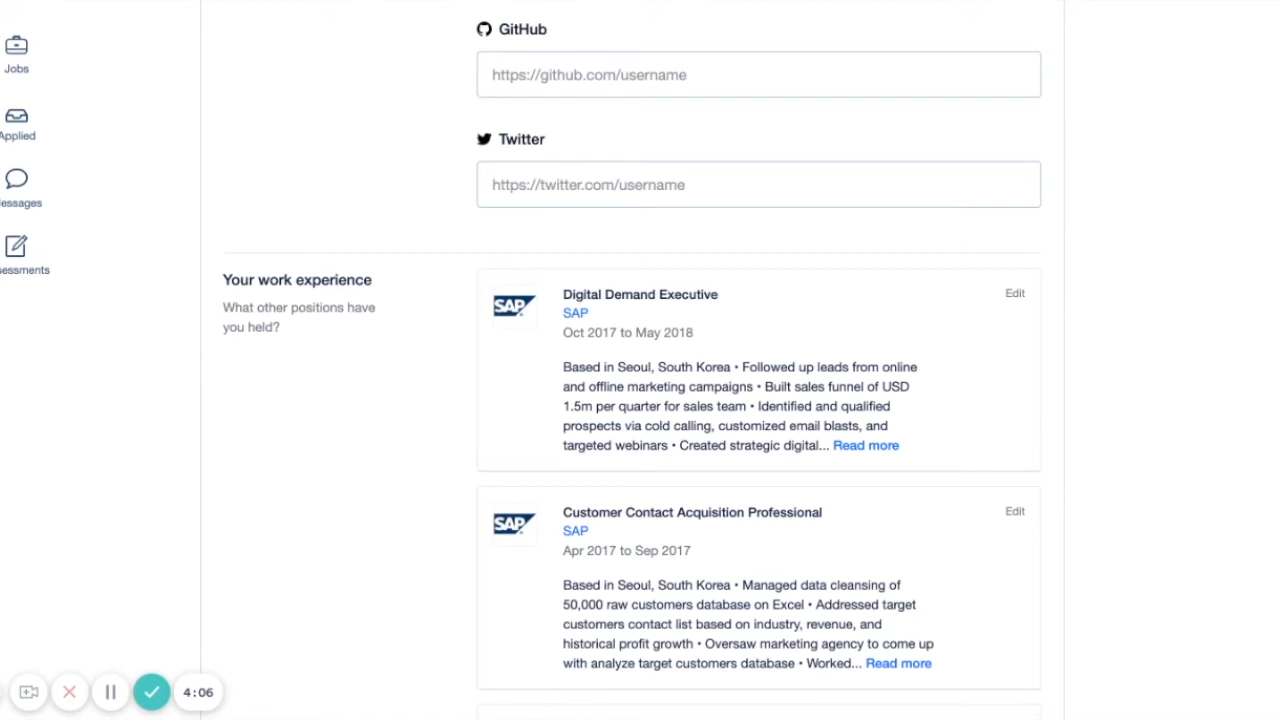 GitHub
https://github.com/username
Twitter
https://twitter.com/username
Jobs
Applied
essages
sessments
Your work experience
What other positions have
you held?
SAP
Digital Demand Executive
Edit
SAP
Oct 2017 to May 2018
Based in Seoul, South Korea • Followed up leads from online
and offline marketing campaigns • Built sales funnel of USD
1.5m per quarter for sales team • Identified and qualified
prospects via cold calling, customized email blasts, and
targeted webinars • Created strategic digital... Read more
SAP
Customer Contact Acquisition Professional
Edit
SAP
Apr 2017 to Sep 2017
Based in Seoul, South Korea • Managed data cleansing of
50,000 raw customers database on Excel • Addressed target
customers contact list based on industry, revenue, and
historical profit growth • Oversaw marketing agency to come up
with analyze target customers database • Worked... Read more
4:06